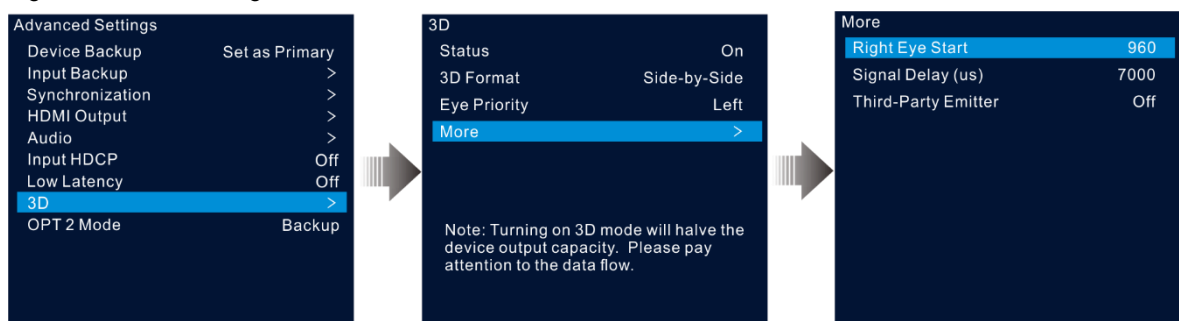 Advanced Settings
Device Backup Set as Primary
Input Backup >
Synchronization >
HDMI Output >
Audio >
Input HDCP Off
Low Latency Off
3D >
OPT 2 Mode Backup
3D
Status On
3D Format Side-by-Side
Eye Priority Left
More >
Note: Turning on 3D mode will halve the
device output capacity. Please pay
attention to the data flow.
More
Right Eye Start 960
Signal Delay (us) 7000
Third-Party Emitter Off